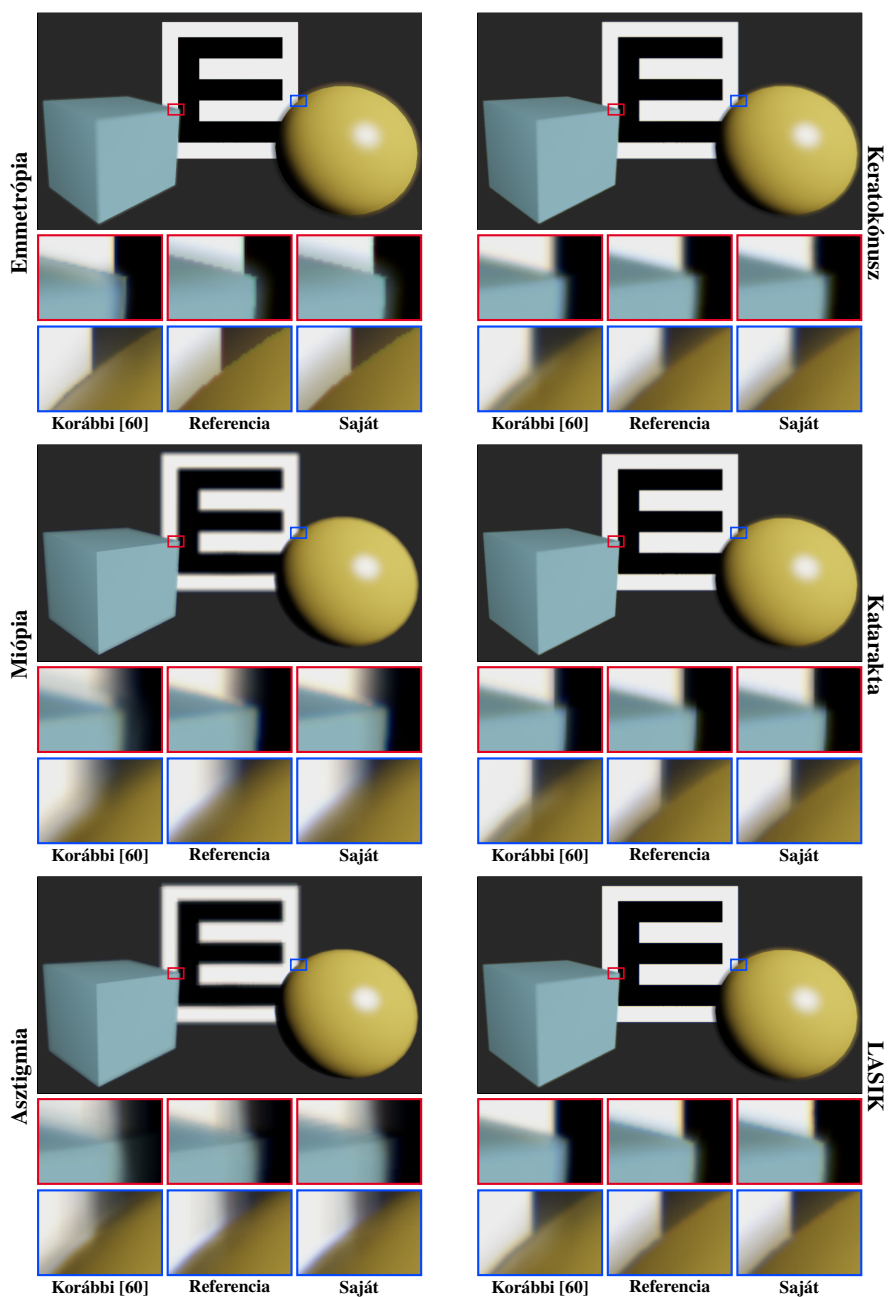 Emmetrópia
Korábbi [60] Referencia Saját
Keratokónusz
Korábbi [60] Referencia Saját
Miópia
Korábbi [60] Referencia Saját
Katarakta
Korábbi [60] Referencia Saját
Asztigmia
Korábbi [60] Referencia Saját
LASIK
Korábbi [60] Referencia Saját